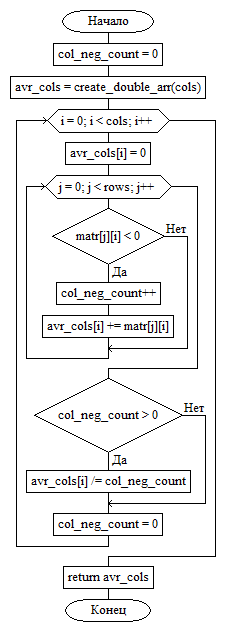 Начало
col_neg_count = 0
avr_cols = create_double_arr(cols)
i = 0; i < cols; i++
avr_cols[i] = 0
j = 0; j < rows; j++
matr[j][i] < 0
Нет
Да
col_neg_count++
avr_cols[i] += matr[j][i]
col_neg_count > 0
Нет
Да
avr_cols[i] /= col_neg_count
col_neg_count = 0
return avr_cols
Конец